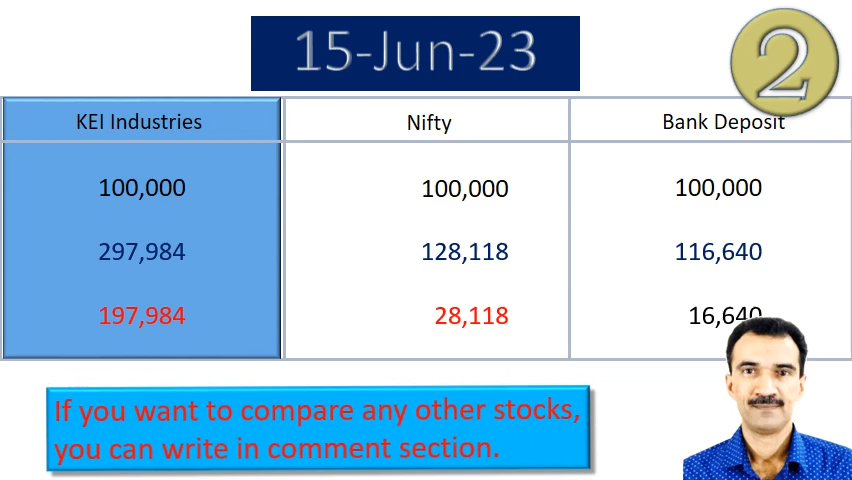 15-Jun-23
2
KEI Industries Nifty Bank Deposit
100,000 100,000 100,000
297,984 128,118 116,640
197,984 28,118 16,640
If you want to compare any other stocks,
you can write in comment section.